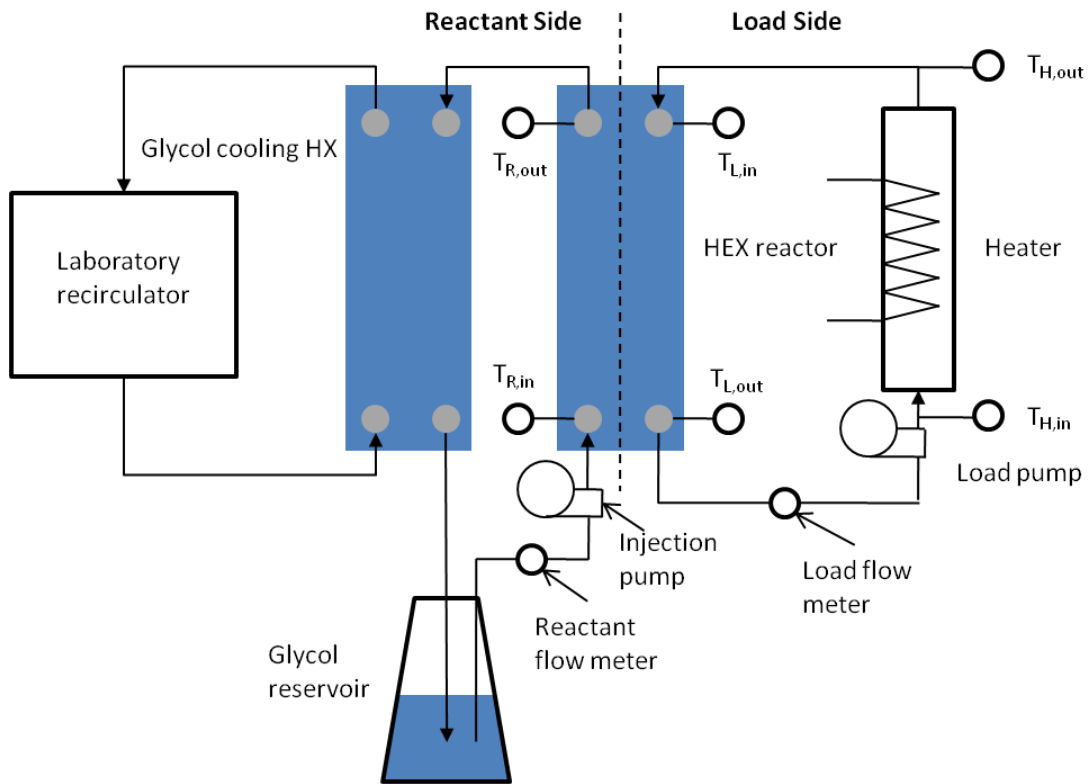 Reactant Side
Load Side
T_H,out
Glycol cooling HX
T_R,out
T_L,in
Laboratory
recirculator
HEX reactor
Heater
T_R,in
T_L,out
T_H,in
Load pump
Injection
pump
Load flow
meter
Reactant
flow meter
Glycol
reservoir